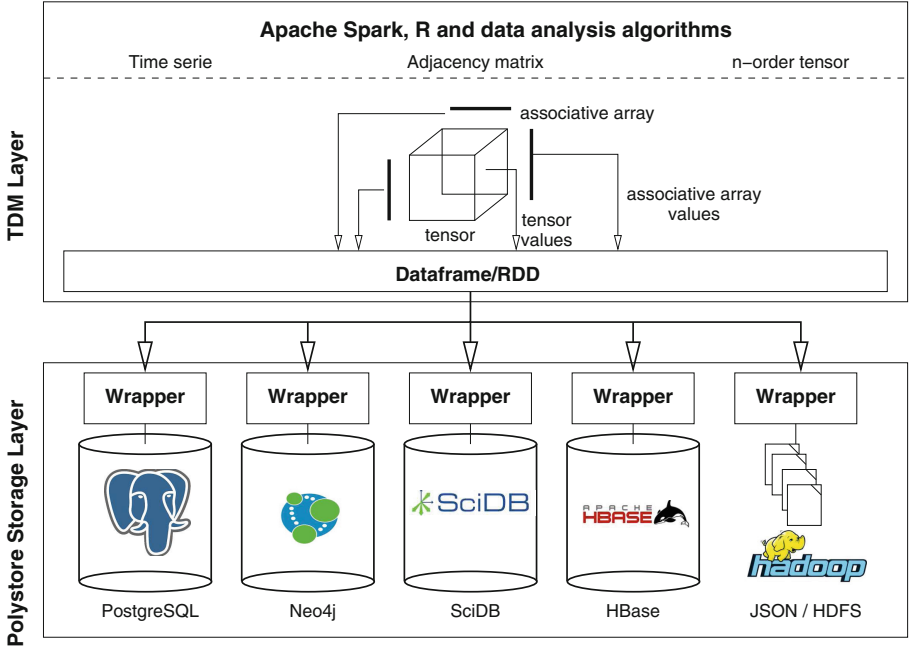 Apache Spark, R and data analysis algorithms
Time serie
Adjacency matrix
n−order tensor
TDM Layer
associative array
tensor
tensor
values
associative array
values
Dataframe/RDD
Polystore Storage Layer
Wrapper
Wrapper
Wrapper
Wrapper
Wrapper
SciDB
APACHE
HBASE
hadoop
PostgreSQL
Neo4j
SciDB
HBase
JSON / HDFS